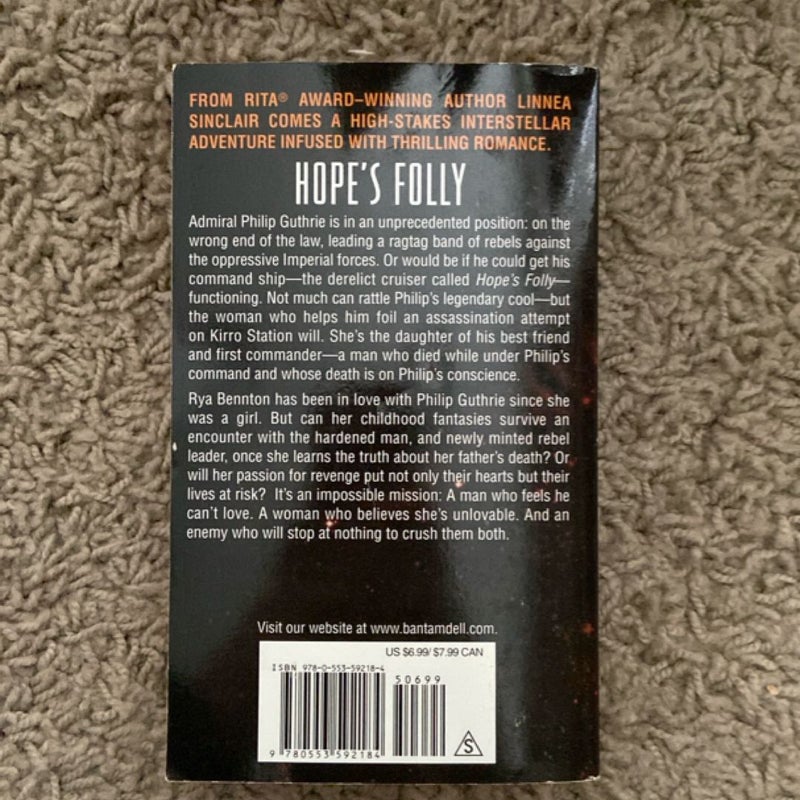 FROM RITA® AWARD–WINNING AUTHOR LINNEA
SINCLAIR COMES A HIGH-STAKES INTERSTELLAR
ADVENTURE INFUSED WITH THRILLING ROMANCE.
HOPE'S FOLLY
Admiral Philip Guthrie is in an unprecedented position: on the
wrong end of the law, leading a ragtag band of rebels against
the oppressive Imperial forces. Or would be if he could get his
command ship—the derelict cruiser called Hope's Folly—
functioning. Not much can rattle Philip's legendary cool—but
the woman who helps him foil an assassination attempt
on Kirro Station will. She's the daughter of his best friend
and first commander—a man who died while under Philip's
command and whose death is on Philip's conscience.
Rya Bennton has been in love with Philip Guthrie since she
was a girl. But can her childhood fantasies survive an
encounter with the hardened man, and newly minted rebel
leader, once she learns the truth about her father's death? Or
will her passion for revenge put not only their hearts but their
lives at risk? It's an impossible mission: A man who feels he
can't love. A woman who believes she's unlovable. And an
enemy who will stop at nothing to crush them both.
Visit our website at www.bantamdell.com.
US $6.99/ $7.99 CAN
ISBN 978-0-553-59218-4
50699
9 780553 592184
S